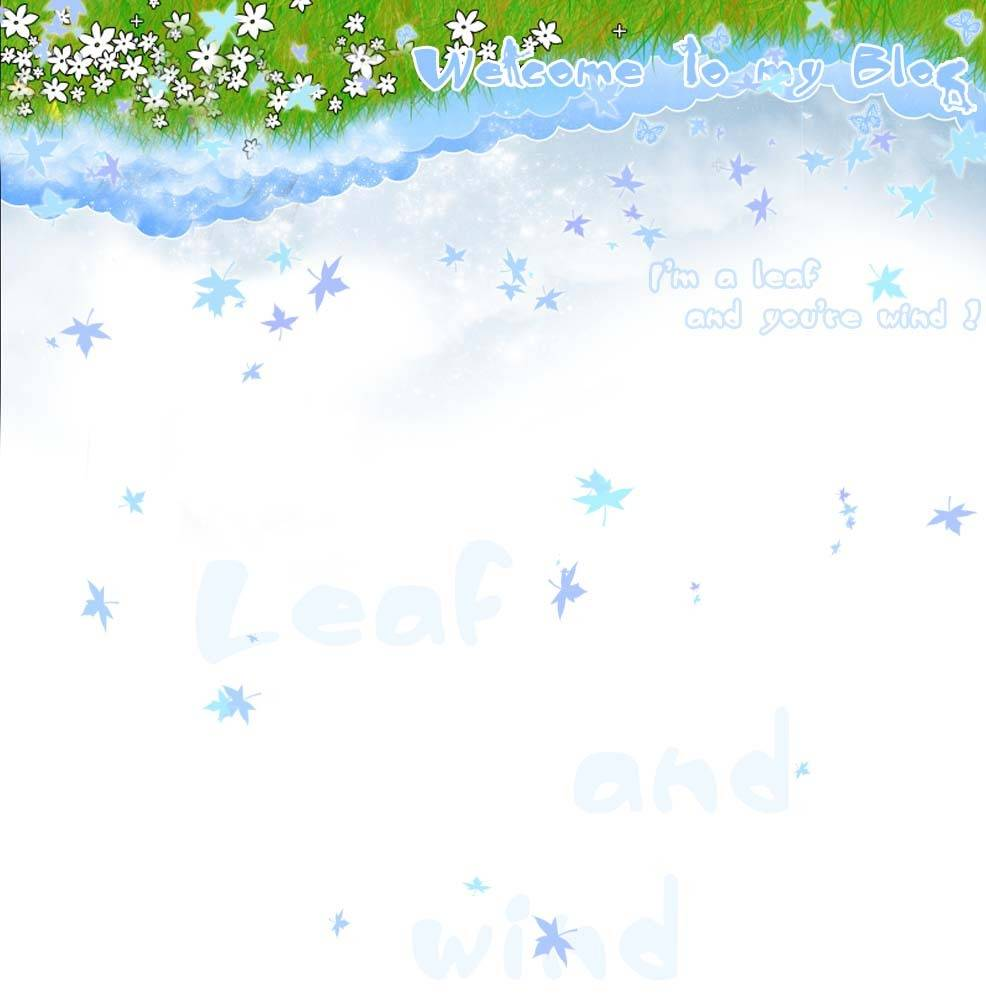 Welcome to my Blog
I'm a leaf
and you're wind !
Leaf
and
wind